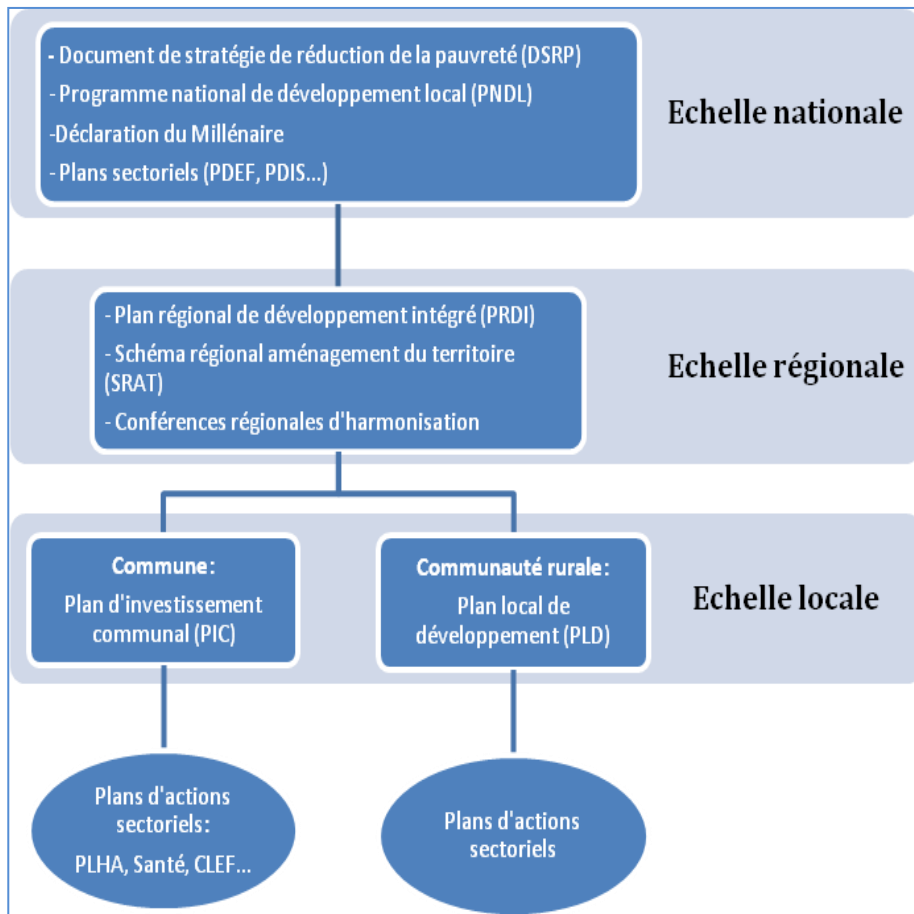 - Document de stratégie de réduction de la pauvreté (DSRP)
- Programme national de développement local (PNDL)
-Déclaration du Millénaire
- Plans sectoriels (PDEF, PDIS...)
Echelle nationale
- Plan régional de développement intégré (PRDI)
- Schéma régional aménagement du territoire
(SRAT)
- Conférences régionales d'harmonisation
Echelle régionale
Commune:
Plan d'investissement
communal (PIC)
Communauté rurale:
Plan local de
développement (PLD)
Echelle locale
Plans d'actions
sectoriels:
PLHA, Santé, CLEF...
Plans d'actions
sectoriels